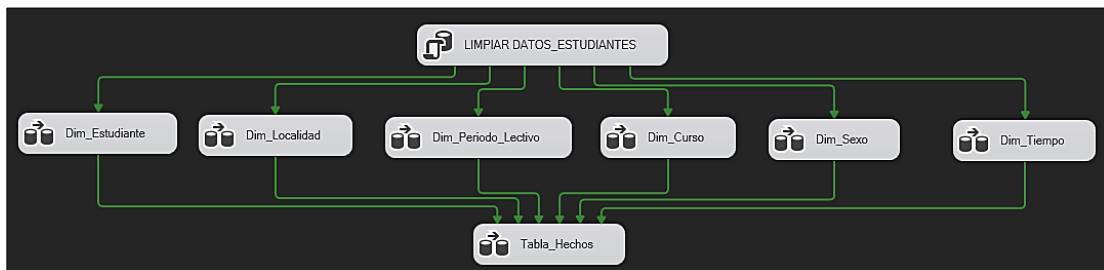 LIMPIAR DATOS_ESTUDIANTES
Dim_Estudiante
Dim_Localidad
Dim_Periodo_Lectivo
Dim_Curso
Dim_Sexo
Dim_Tiempo
Tabla_Hechos